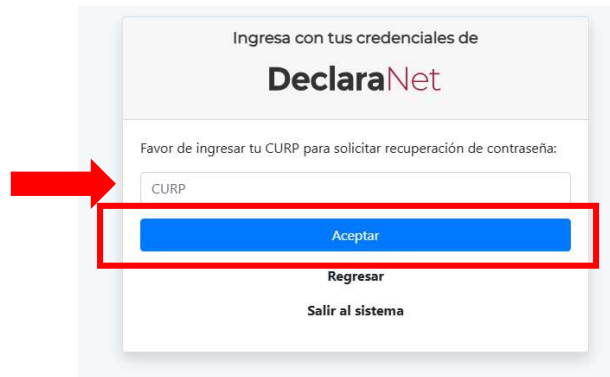 Ingresa con tus credenciales de
DeclaraNet
Favor de ingresar tu CURP para solicitar recuperación de contraseña:
CURP
Aceptar
Regresar
Salir al sistema